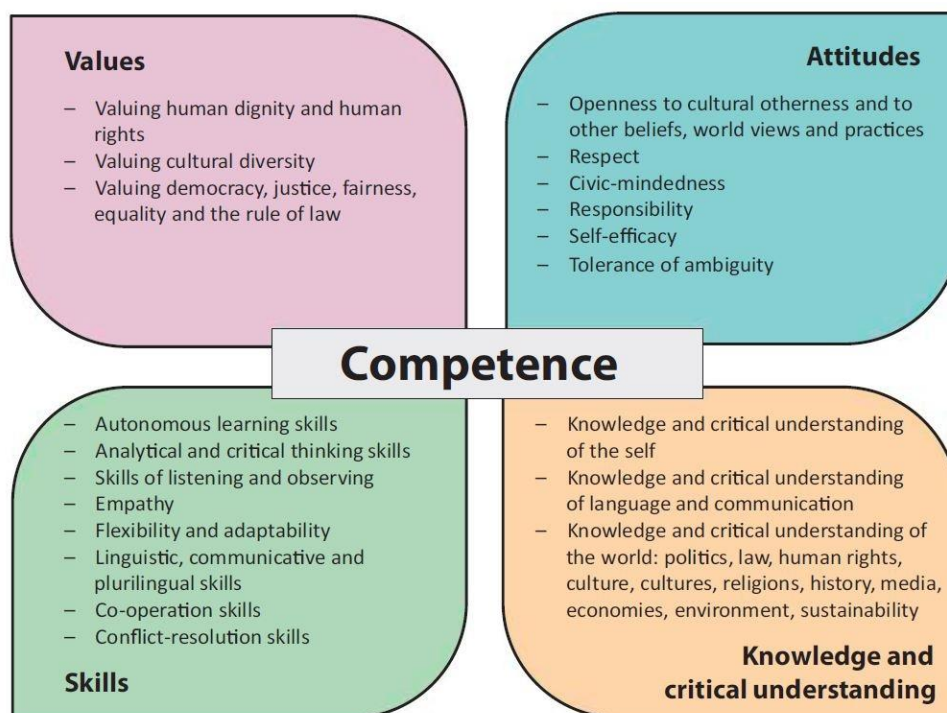 Values
– Valuing human dignity and human
rights
– Valuing cultural diversity
– Valuing democracy, justice, fairness,
equality and the rule of law
Attitudes
– Openness to cultural otherness and to
other beliefs, world views and practices
– Respect
– Civic-mindedness
– Responsibility
– Self-efficacy
– Tolerance of ambiguity
Competence
– Autonomous learning skills
– Analytical and critical thinking skills
– Skills of listening and observing
– Empathy
– Flexibility and adaptability
– Linguistic, communicative and
plurilingual skills
– Co-operation skills
– Conflict-resolution skills
Skills
– Knowledge and critical understanding
of the self
– Knowledge and critical understanding
of language and communication
– Knowledge and critical understanding of
the world: politics, law, human rights,
culture, cultures, religions, history, media,
economies, environment, sustainability
Knowledge and
critical understanding